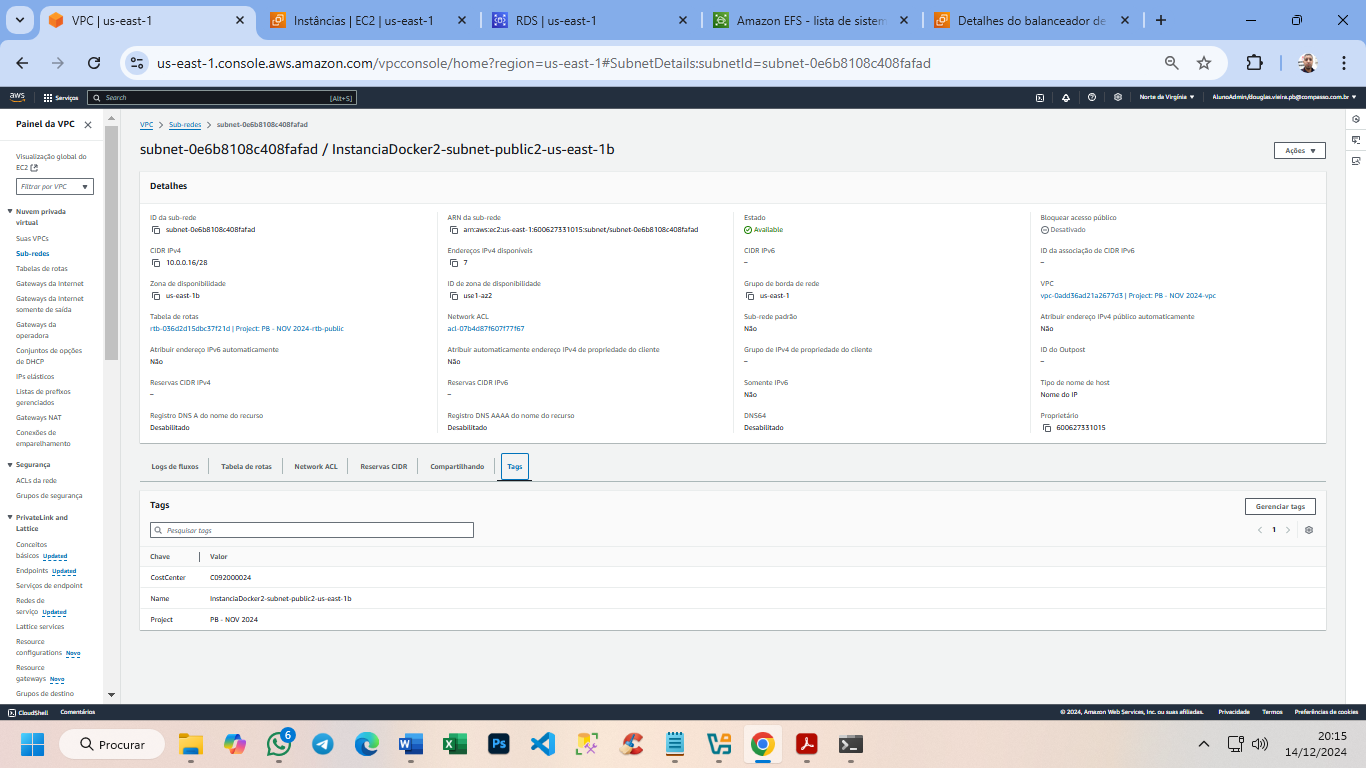 VPC | us-east-1
Instâncias | EC2 | us-east-1
RDS | us-east-1
Amazon EFS - lista de sistem
Detalhes do balanceador de
us-east-1.console.aws.amazon.com/vpcconsole/home?region=us-east-1#SubnetDetails:subnetId=subnet-0e6b8108c408fafad
aws
Serviços
Search
[Alt+S]
Norte da Virgínia
AlunoAdmin/douglas.vieira.pb@compasso.com.br
Painel da VPC
Visualização global do
EC2
Filtrar por VPC
Nuvem privada
virtual
Suas VPCs
Sub-redes
Tabelas de rotas
Gateways da Internet
Gateways da Internet
somente de saída
Gateways da
operadora
Conjuntos de opções
de DHCP
IPs elásticos
Listas de prefixos
gerenciados
Gateways NAT
Conexões de
emparelhamento
Segurança
ACLs da rede
Grupos de segurança
PrivateLink and
Lattice
Conceitos
básicos Updated
Endpoints Updated
Serviços de endpoint
Redes de
serviço Updated
Lattice services
Resource
configurations Novo
Resource
gateways Novo
Grupos de destino
VPC > Sub-redes > subnet-0e6b8108c408fafad
subnet-0e6b8108c408fafad / InstanciaDocker2-subnet-public2-us-east-1b
Ações
Detalhes
ID da sub-rede
subnet-0e6b8108c408fafad
ARN da sub-rede
arn:aws:ec2:us-east-1:600627331015:subnet/subnet-0e6b8108c408fafad
Estado
Available
Bloquear acesso público
Desativado
CIDR IPv4
10.0.0.16/28
Endereços IPv4 disponíveis
7
CIDR IPv6
–
ID da associação de CIDR IPv6
–
Zona de disponibilidade
us-east-1b
ID de zona de disponibilidade
use1-az2
Grupo de borda de rede
us-east-1
VPC
vpc-0add36ad21a2677d3 | Project: PB - NOV 2024-vpc
Tabela de rotas
rtb-036d2d15dbc37f21d | Project: PB - NOV 2024-rtb-public
Network ACL
acl-07b4d87f607f77f67
Sub-rede padrão
Não
Atribuir endereço IPv4 público automaticamente
Não
Atribuir endereço IPv6 automaticamente
Não
Atribuir automaticamente endereço IPv4 de propriedade do cliente
Não
Grupo de IPv4 de propriedade do cliente
–
ID do Outpost
–
Reservas CIDR IPv4
–
Reservas CIDR IPv6
–
Somente IPv6
Não
Tipo de nome de host
Nome do IP
Registro DNS A do nome do recurso
Desabilitado
Registro DNS AAAA do nome do recurso
Desabilitado
DNS64
Desabilitado
Proprietário
600627331015
Logs de fluxos
Tabela de rotas
Network ACL
Reservas CIDR
Compartilhando
Tags
Tags
Gerenciar tags
Pesquisar tags
1
Chave
Valor
CostCenter
C092000024
Name
InstanciaDocker2-subnet-public2-us-east-1b
Project
PB - NOV 2024
CloudShell
Comentários
© 2024, Amazon Web Services, Inc. ou suas afiliadas.
Privacidade
Termos
Preferências de cookies
Procurar
6
20:15
14/12/2024